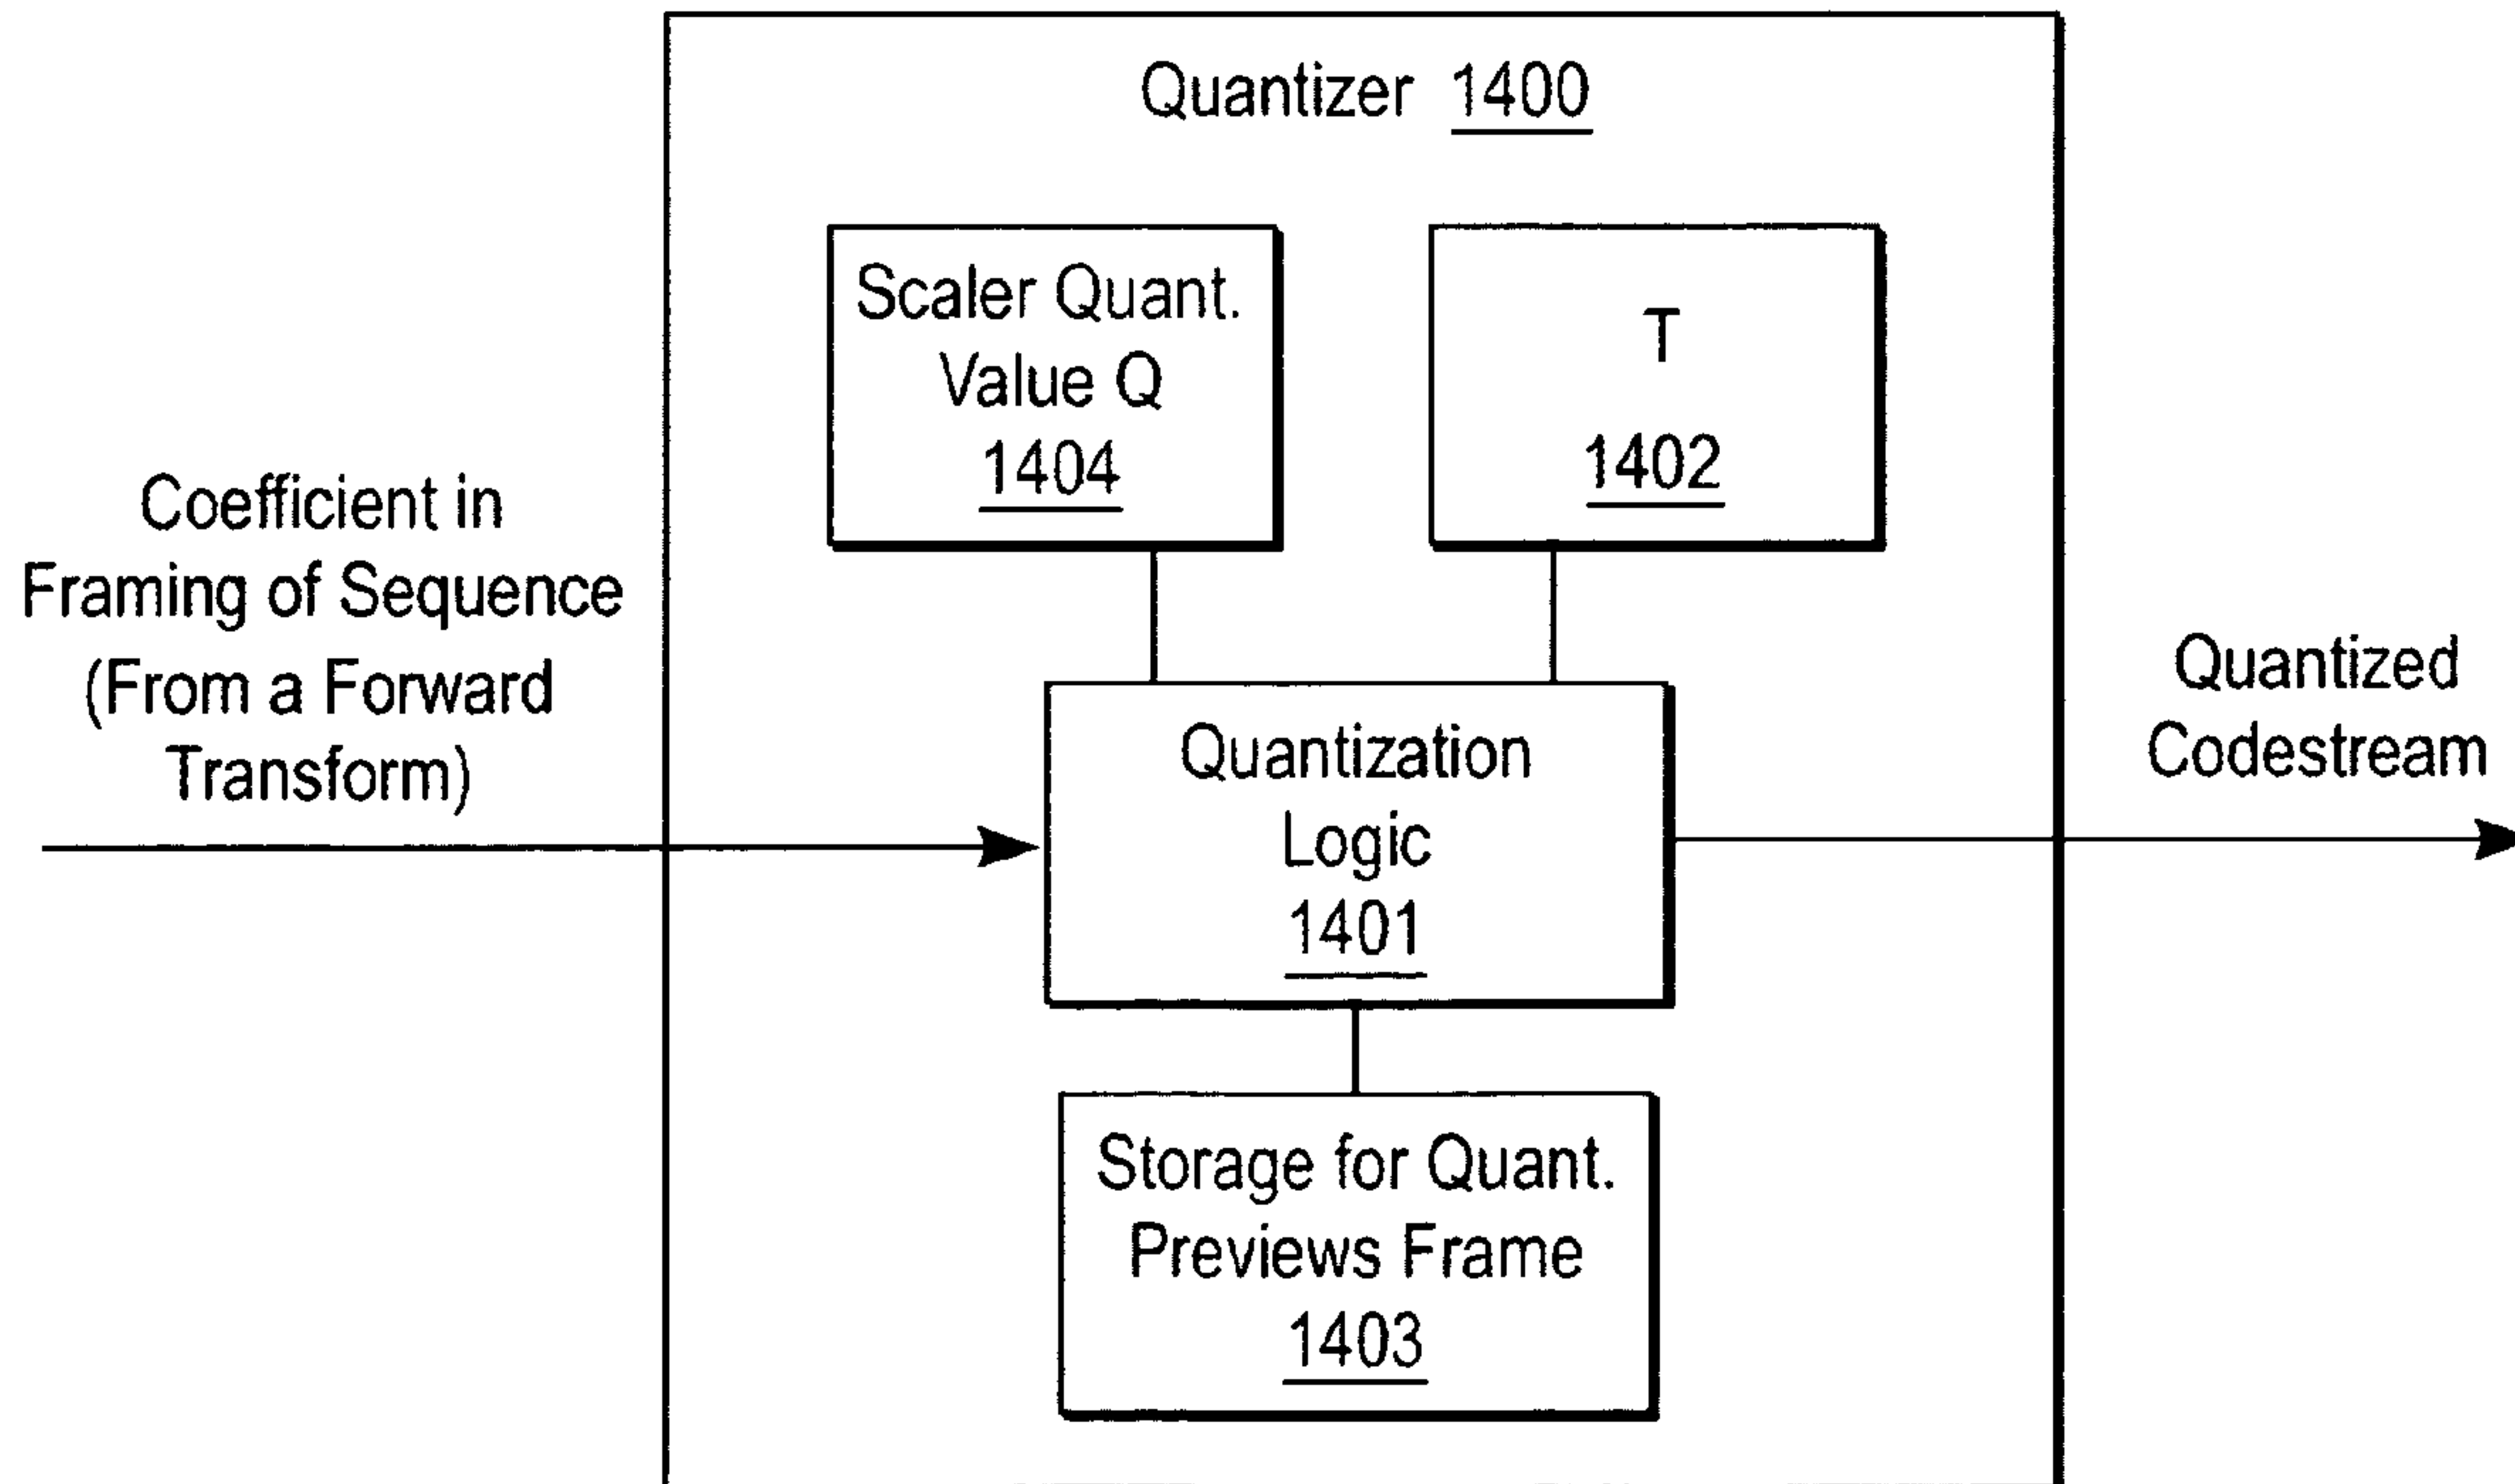 Quantizer 1400
Scaler Quant.
Value Q
1404
T
1402
Coefficient in
Framing of Sequence
(From a Forward
Transform)
Quantization
Logic
1401
Quantized
Codestream
Storage for Quant.
Previews Frame
1403